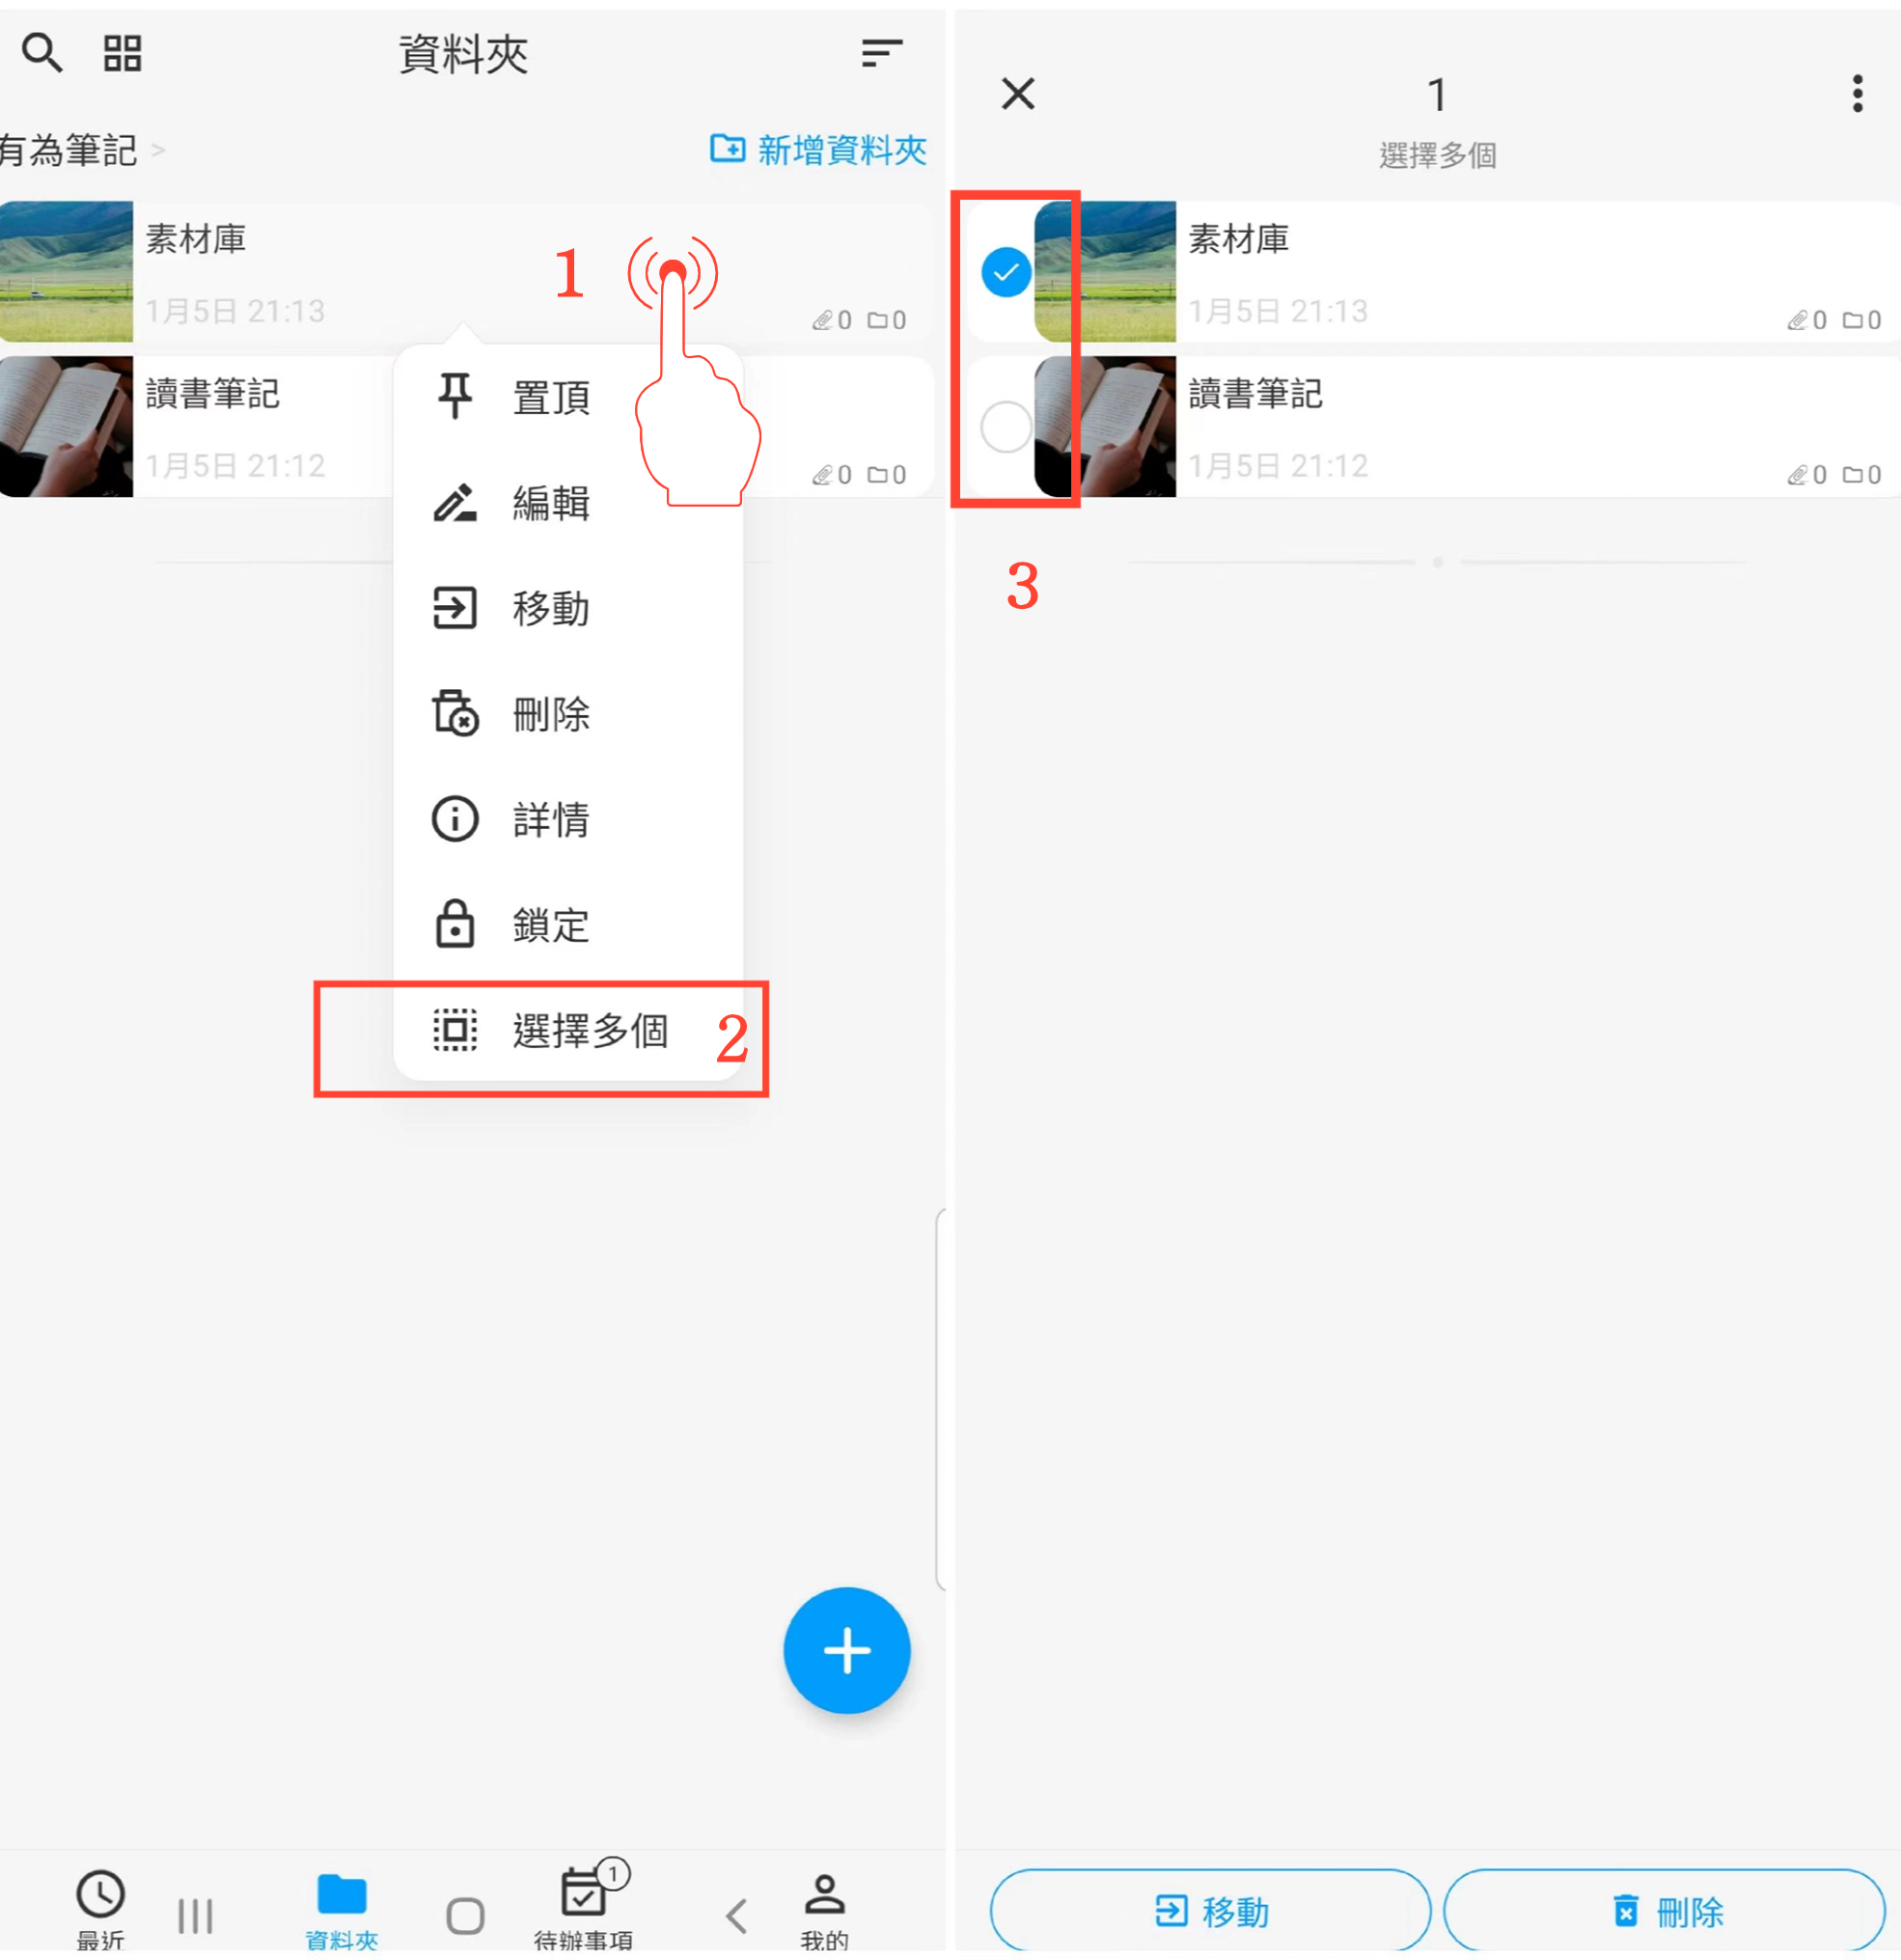 資料夾
有為筆記 >
新增資料夾
素材庫
1月5日 21:13
0 0
讀書筆記
1月5日 21:12
0 0
1
置頂
編輯
移動
刪除
詳情
鎖定
選擇多個
2
最近
資料夾
1
待辦事項
我的
1
選擇多個
素材庫
1月5日 21:13
0 0
讀書筆記
1月5日 21:12
0 0
3
移動
刪除